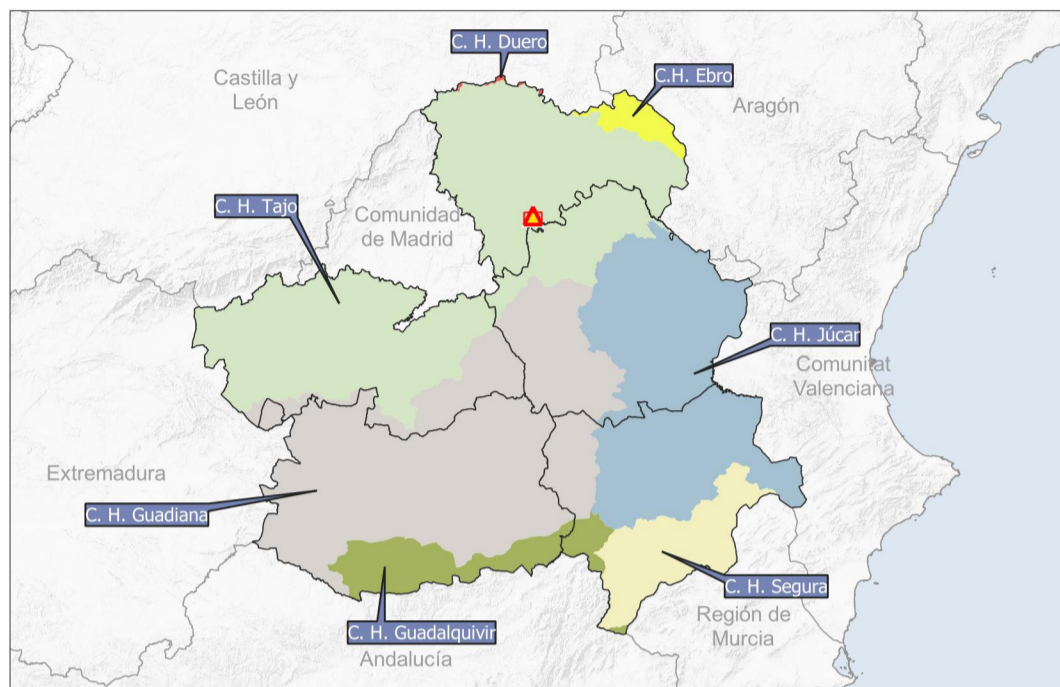 C. H. Duero
Castilla y
León
C.H. Ebro
Aragón
C. H. Tajo
Comunidad
de Madrid
C. H. Júcar
Comunitat
Valenciana
Extremadura
C. H. Guadiana
C. H. Segura
Región de
Murcia
C. H. Guadalquivir
Andalucía